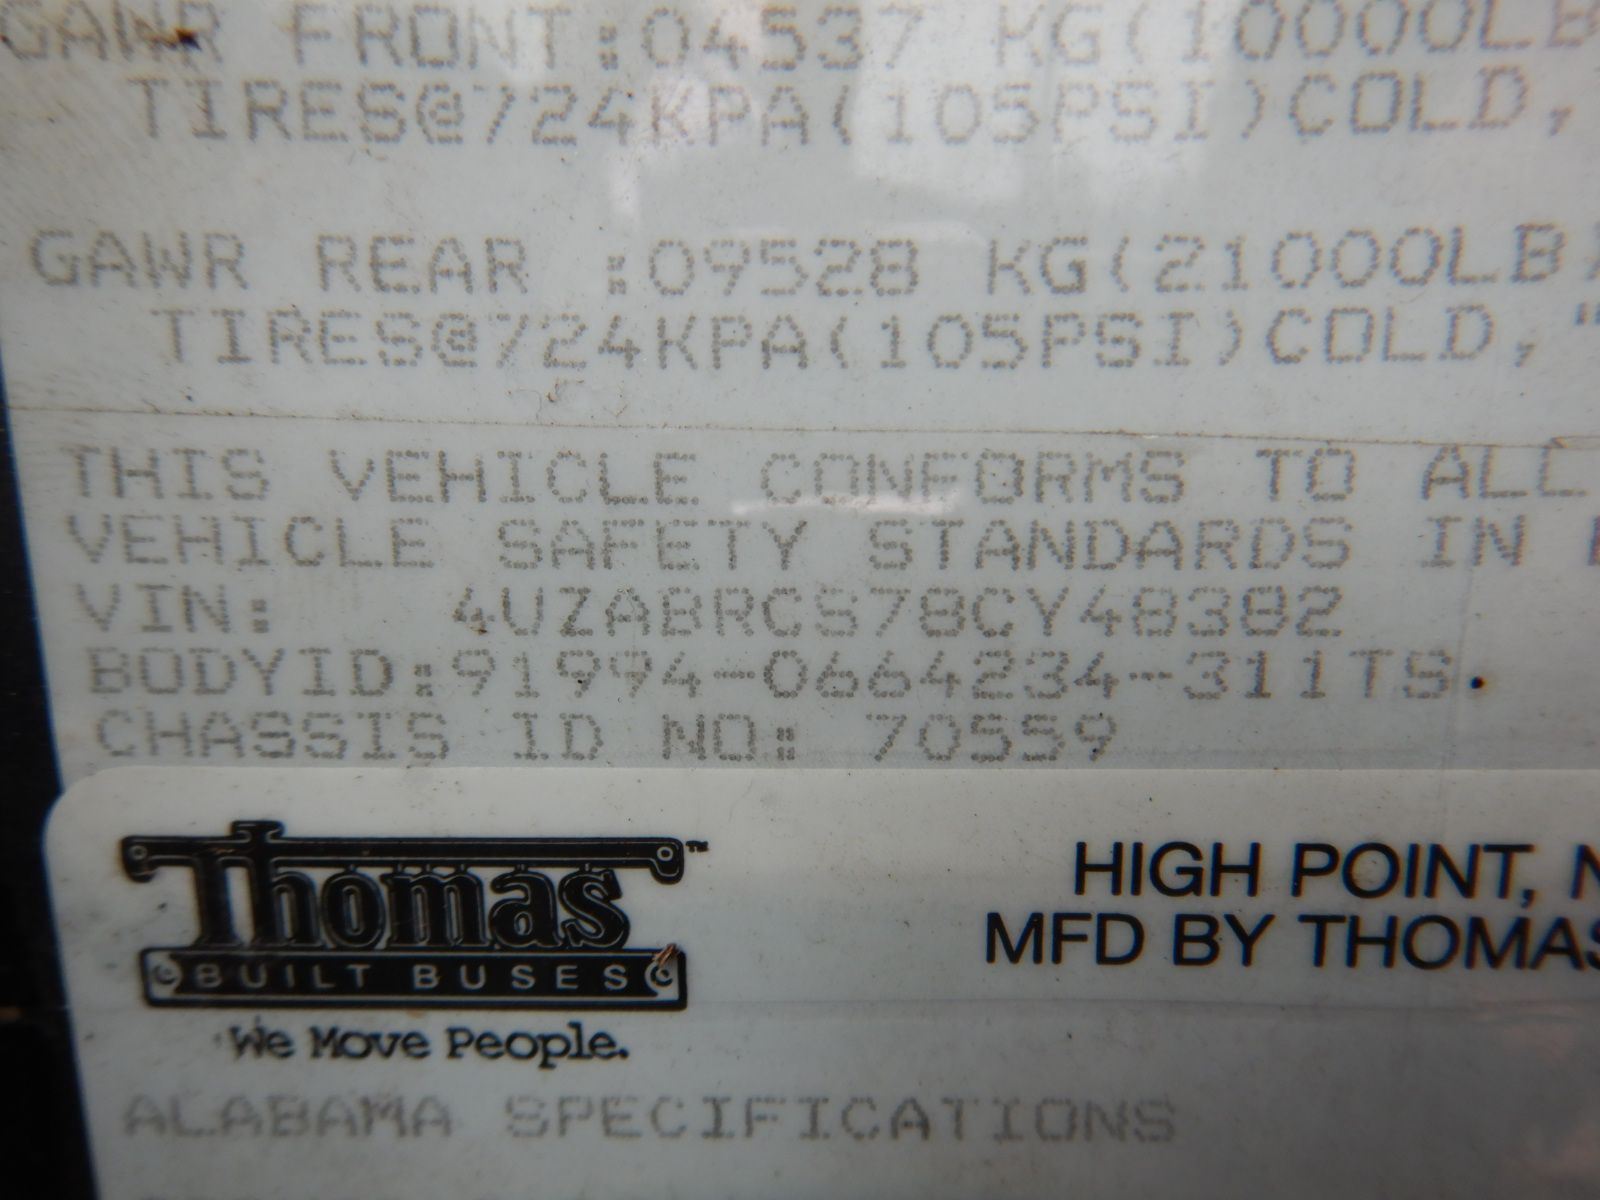 GAWR FRONT:04537 KG(10000LB
TIRES@724KPA(105PSI)COLD,
GAWR REAR :09528 KG(21000LB)
TIRES@724KPA(105PSI)COLD,"
THIS VEHICLE CONFORMS TO ALL
VEHICLE SAFETY STANDARDS IN
VIN: 4UZABRCS78CY48382
BODYID:91994-0664234-311TS.
CHASSIS ID NO: 70559
Thomas™
BUILT BUSES
We Move People.
HIGH POINT, N
MFD BY THOMAS
ALABAMA SPECIFICATIONS